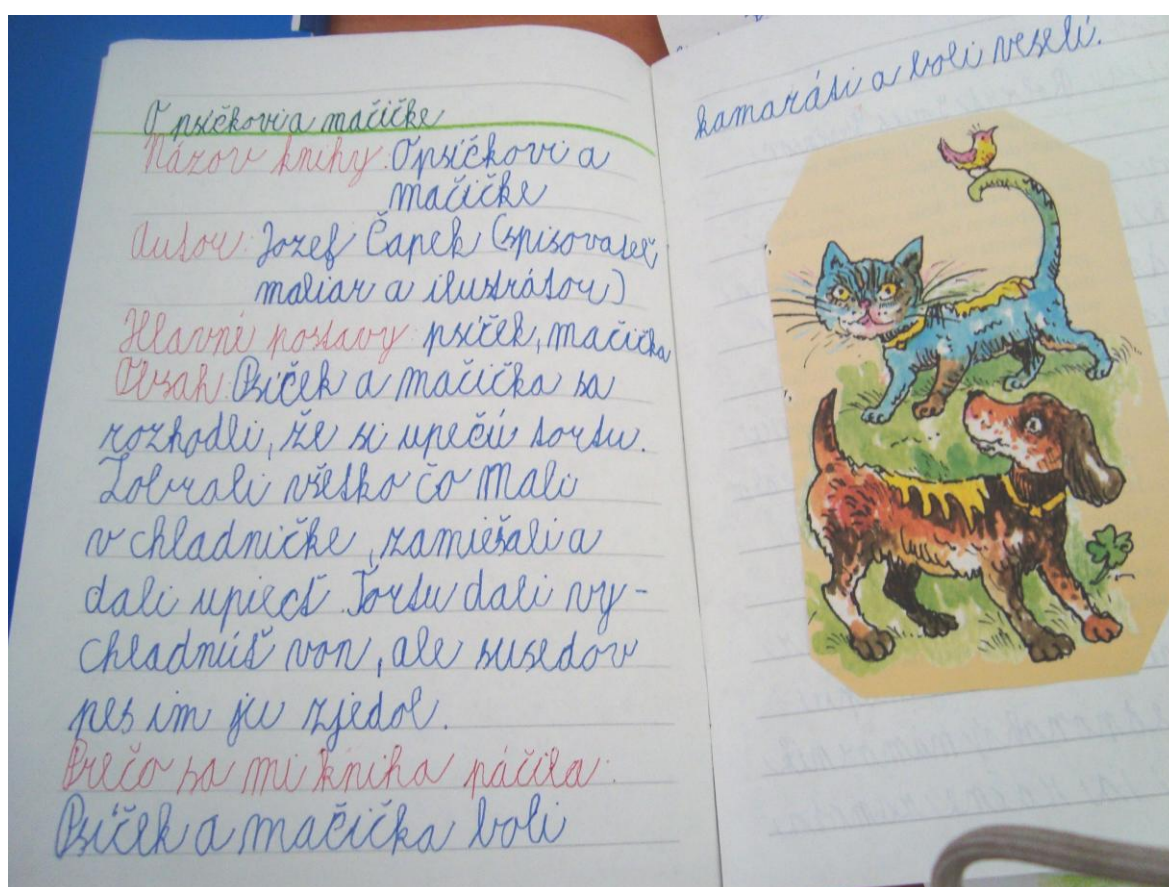 O psíčkovi a mačičke
Názov knihy: O psíčkovi a
mačičke
Autor: Jozef Čapek (spisovateľ,
maliar a ilustrátor)
Hlavné postavy: psíček, mačička
Obsah: Psíček a mačička sa
rozhodli, že si upečú tortu.
Zobrali všetko čo mali
v chladničke, zamiešali a
dali upiecť. Tortu dali vy-
chladnúť von, ale susedov
pes im ju zjedol.
Prečo sa mi kniha páčila:
Psíček a mačička boli
kamaráti a boli veselí.